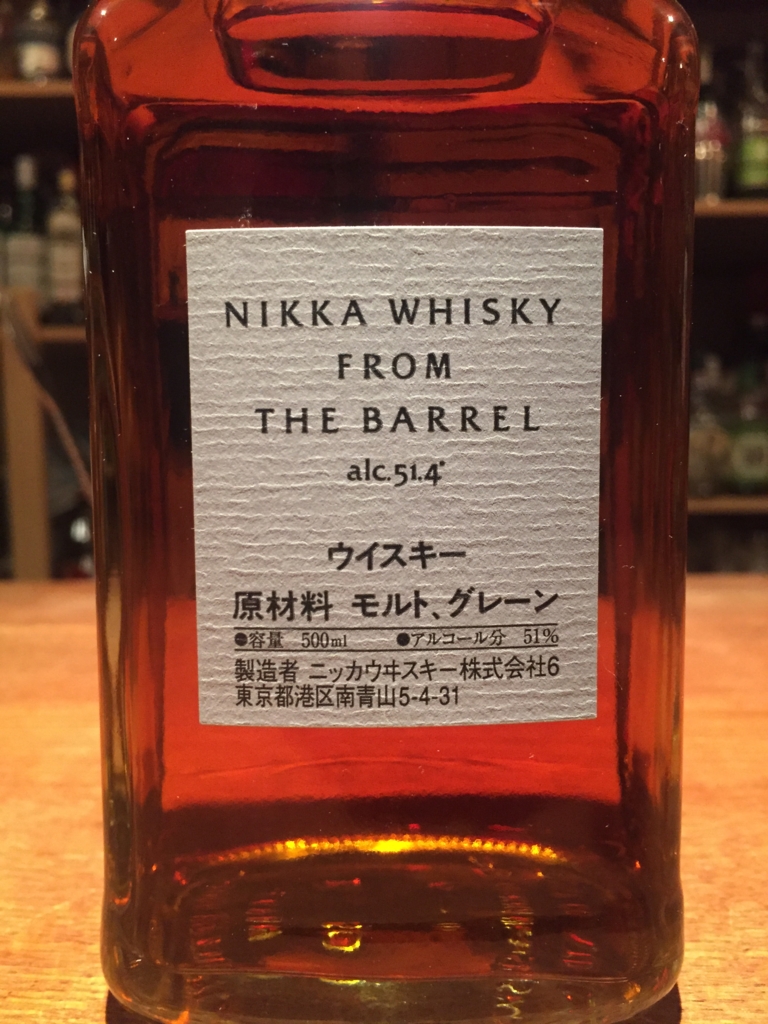 NIKKA WHISKY
FROM
THE BARREL
alc.51.4°
ウイスキー
原材料 モルト、グレーン
●容量 500ml ●アルコール分 51%
製造者 ニッカウヰスキー株式会社6
東京都港区南青山5-4-31